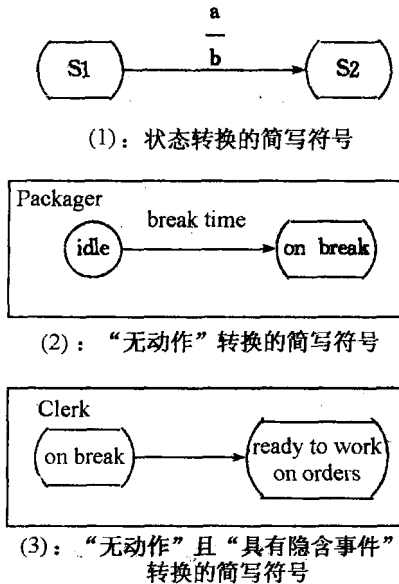 a
b
S1
S2
(1)：状态转换的简写符号
Packager
break time
idle
on break
(2)：“无动作”转换的简写符号
Clerk
on break
ready to work
on orders
(3)：“无动作”且“具有隐含事件”
转换的简写符号